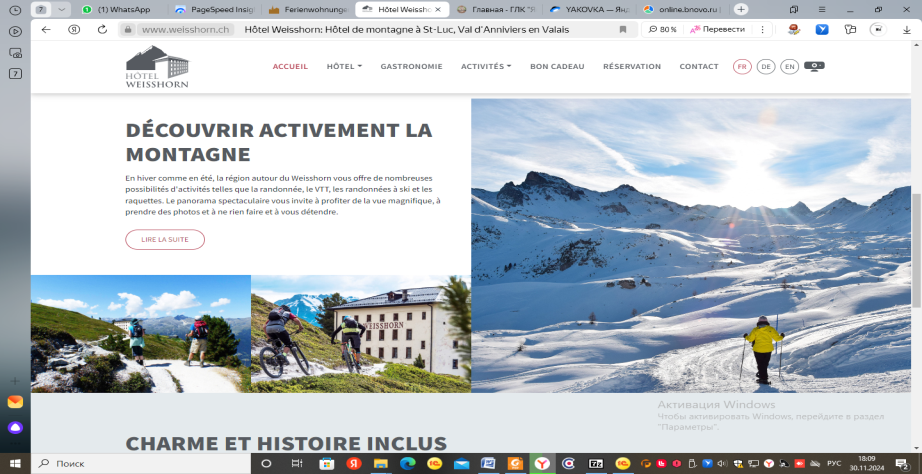 7
(1) WhatsApp
PageSpeed Insig
Ferienwohnunge
Hôtel Weissho
Главная - ГЛК "Я
YAKOVKA — Янд
online.bnovo.ru
www.weisshorn.ch
Hôtel Weisshorn: Hôtel de montagne à St-Luc, Val d'Anniviers en Valais
80 %
Перевести
7
HÔTEL
WEISSHORN
ACCUEIL
HÔTEL
GASTRONOMIE
ACTIVITÉS
BON CADEAU
RÉSERVATION
CONTACT
FR
DE
EN
DÉCOUVRIR ACTIVEMENT LA
MONTAGNE
En hiver comme en été, la région autour du Weisshorn vous offre de nombreuses
possibilités d'activités telles que la randonnée, le VTT, les randonnées à ski et les
raquettes. Le panorama spectaculaire vous invite à profiter de la vue magnifique, à
prendre des photos et à ne rien faire et à vous détendre.
LIRE LA SUITE
WEISSHORN
Активация Windows
Чтобы активировать Windows, перейдите в раздел
"Параметры".
CHARME ET HISTOIRE INCLUS
Поиск
РУС
18:09
30.11.2024